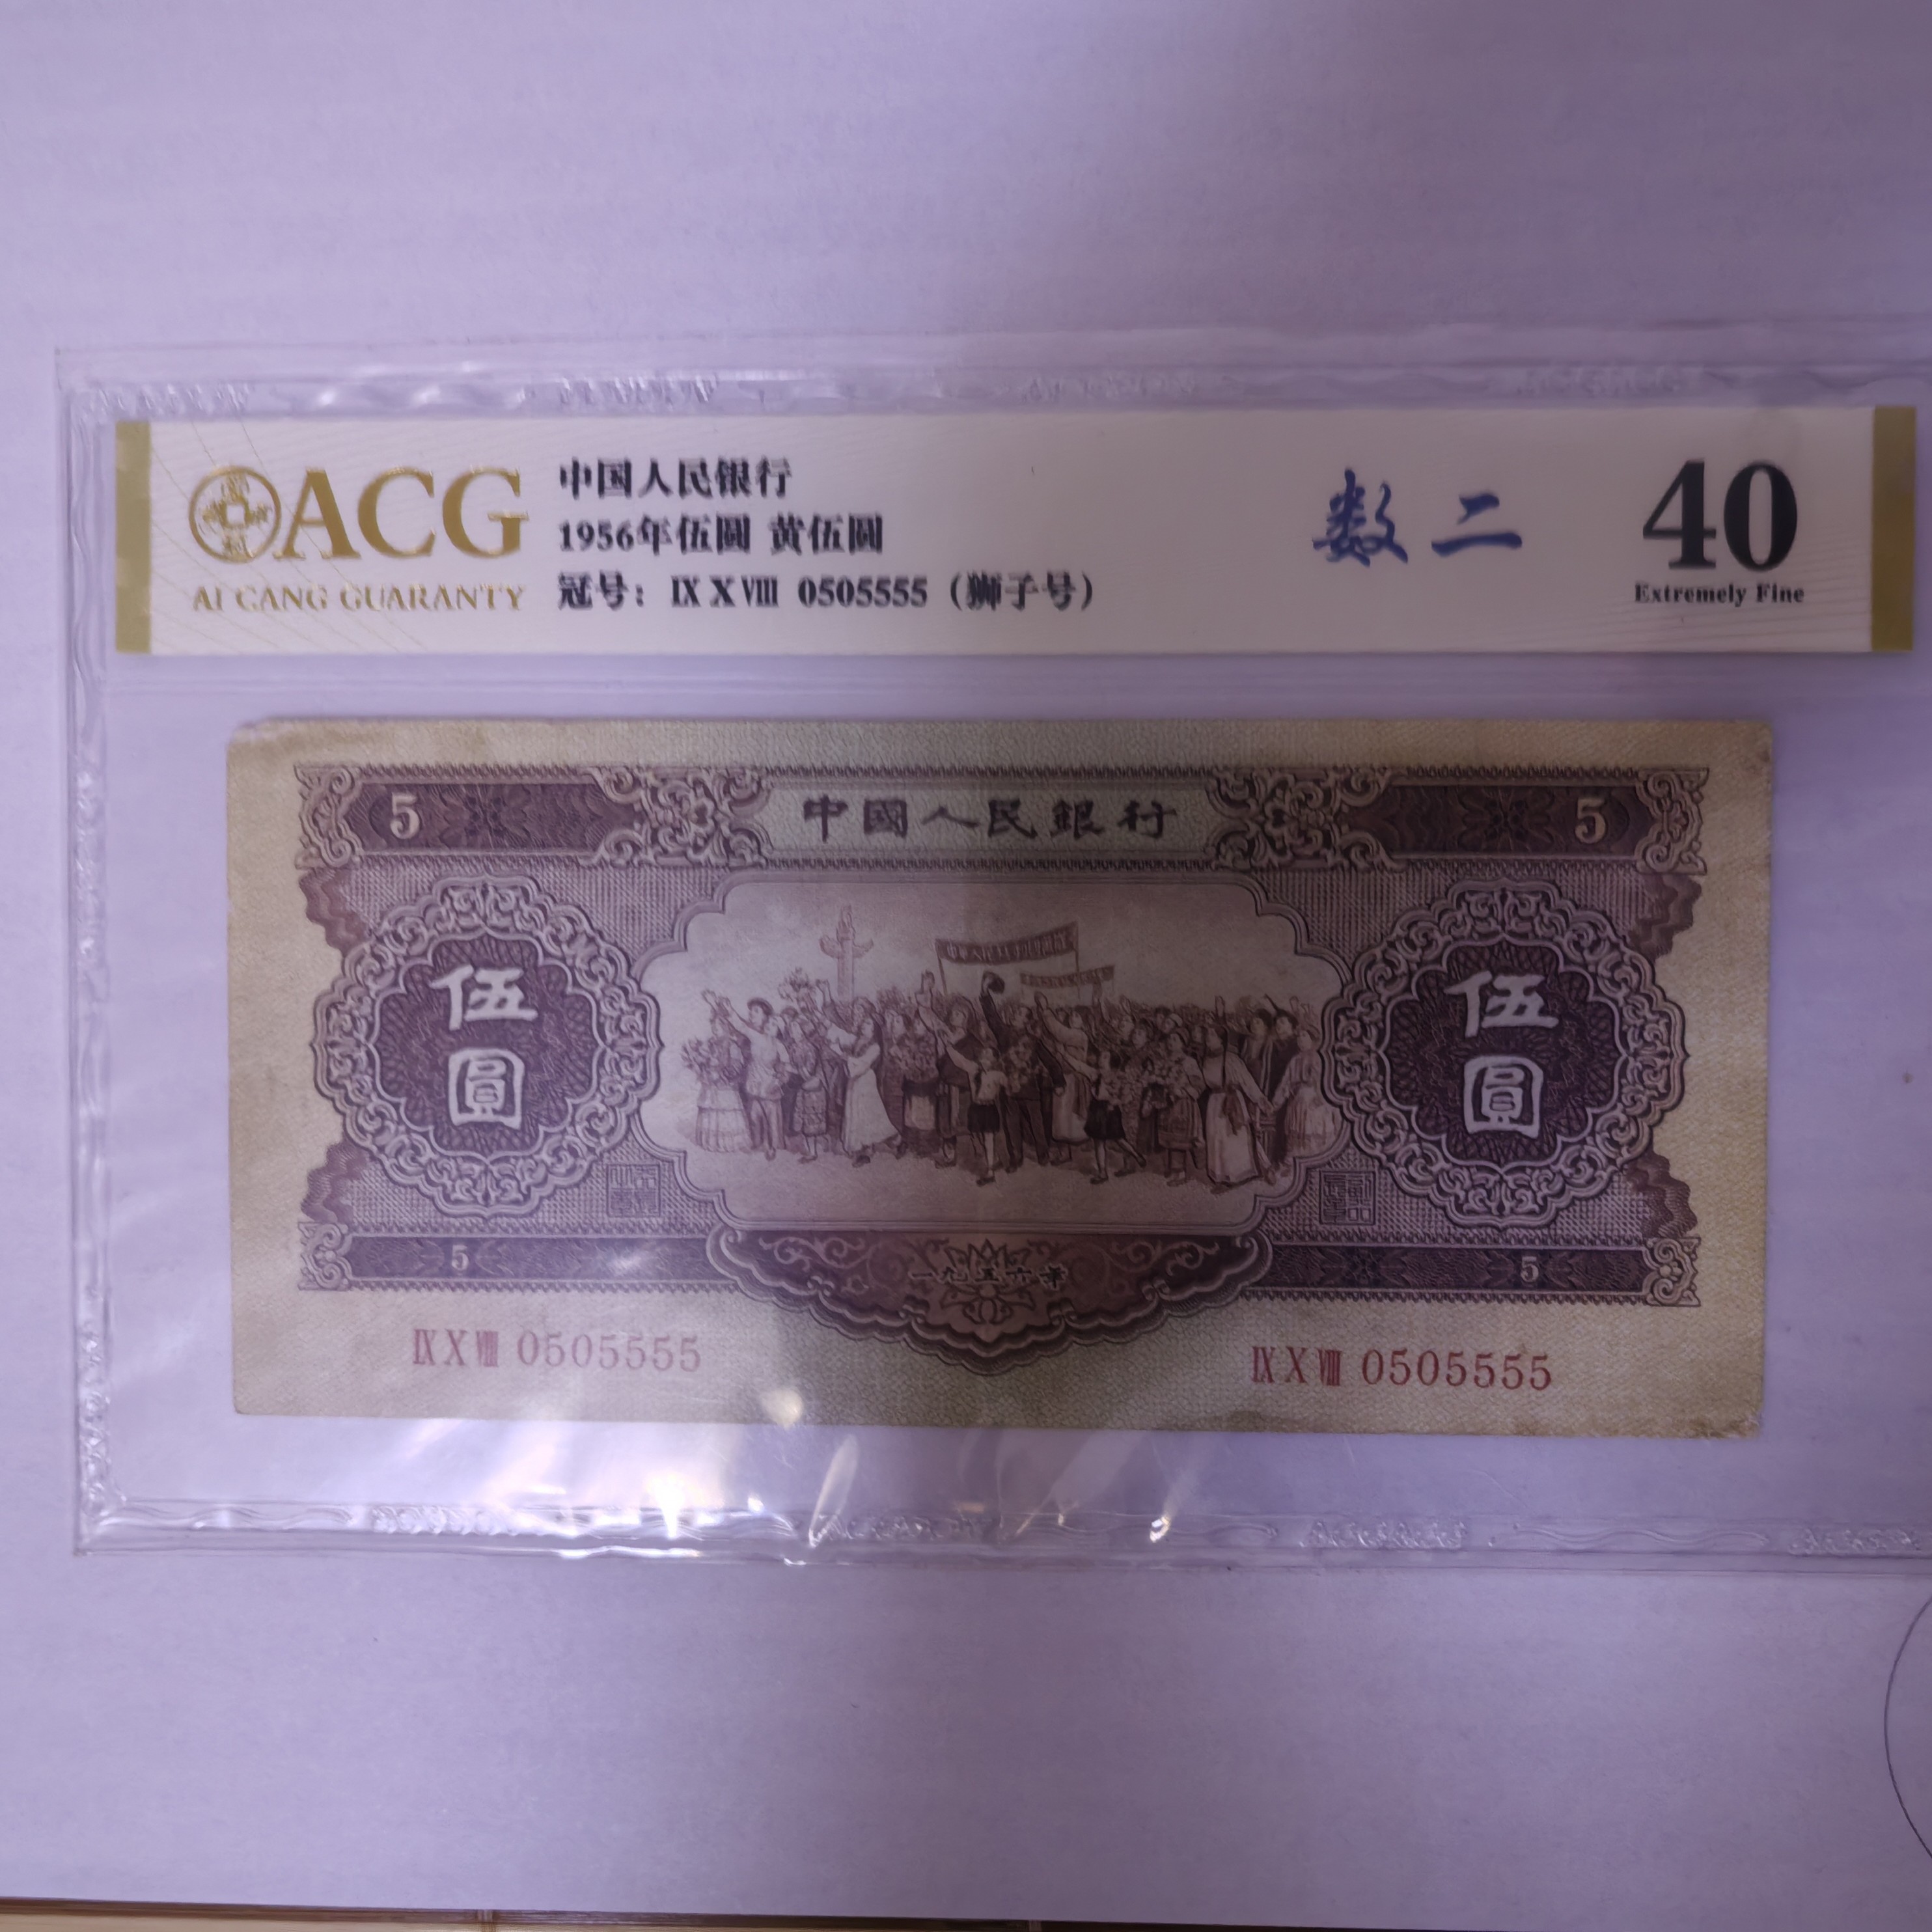 ACG
AI CANG GUARANTY
中国人民银行
1956年伍圆 黄伍圆
冠号：Ⅸ Ⅹ Ⅷ 0505555（狮子号）
数二
40
Extremely Fine
5 中國人民銀行 5
伍圓
伍圓
5
一九五六年
5
Ⅸ Ⅹ Ⅷ 0505555
Ⅸ Ⅹ Ⅷ 0505555